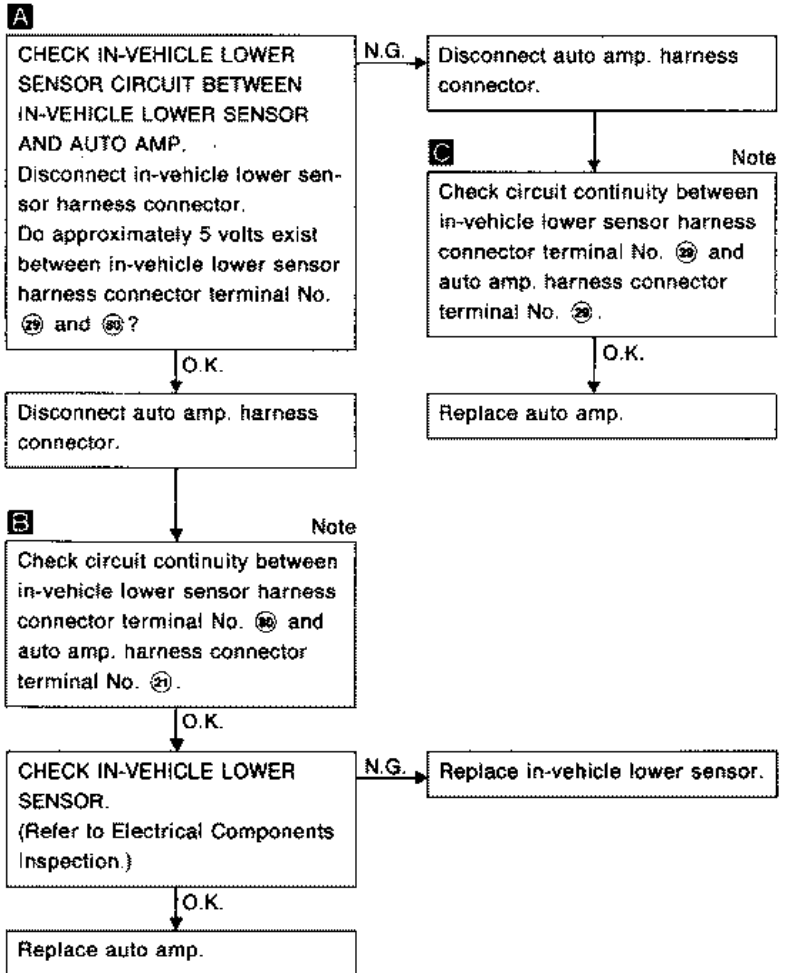 A
CHECK IN-VEHICLE LOWER
SENSOR CIRCUIT BETWEEN
IN-VEHICLE LOWER SENSOR
AND AUTO AMP.
Disconnect in-vehicle lower sen-
sor harness connector.
Do approximately 5 volts exist
between in-vehicle lower sensor
harness connector terminal No.
㉙ and 80?
N.G.
Disconnect auto amp. harness
connector.
C
Note
Check circuit continuity between
in-vehicle lower sensor harness
connector terminal No. ㉙ and
auto amp. harness connector
terminal No. ㉙.
O.K.
Replace auto amp.
O.K.
Disconnect auto amp. harness
connector.
B
Note
Check circuit continuity between
in-vehicle lower sensor harness
connector terminal No. 80 and
auto amp. harness connector
terminal No. ㉑.
O.K.
CHECK IN-VEHICLE LOWER
SENSOR.
(Refer to Electrical Components
Inspection.)
N.G.
Replace in-vehicle lower sensor.
O.K.
Replace auto amp.